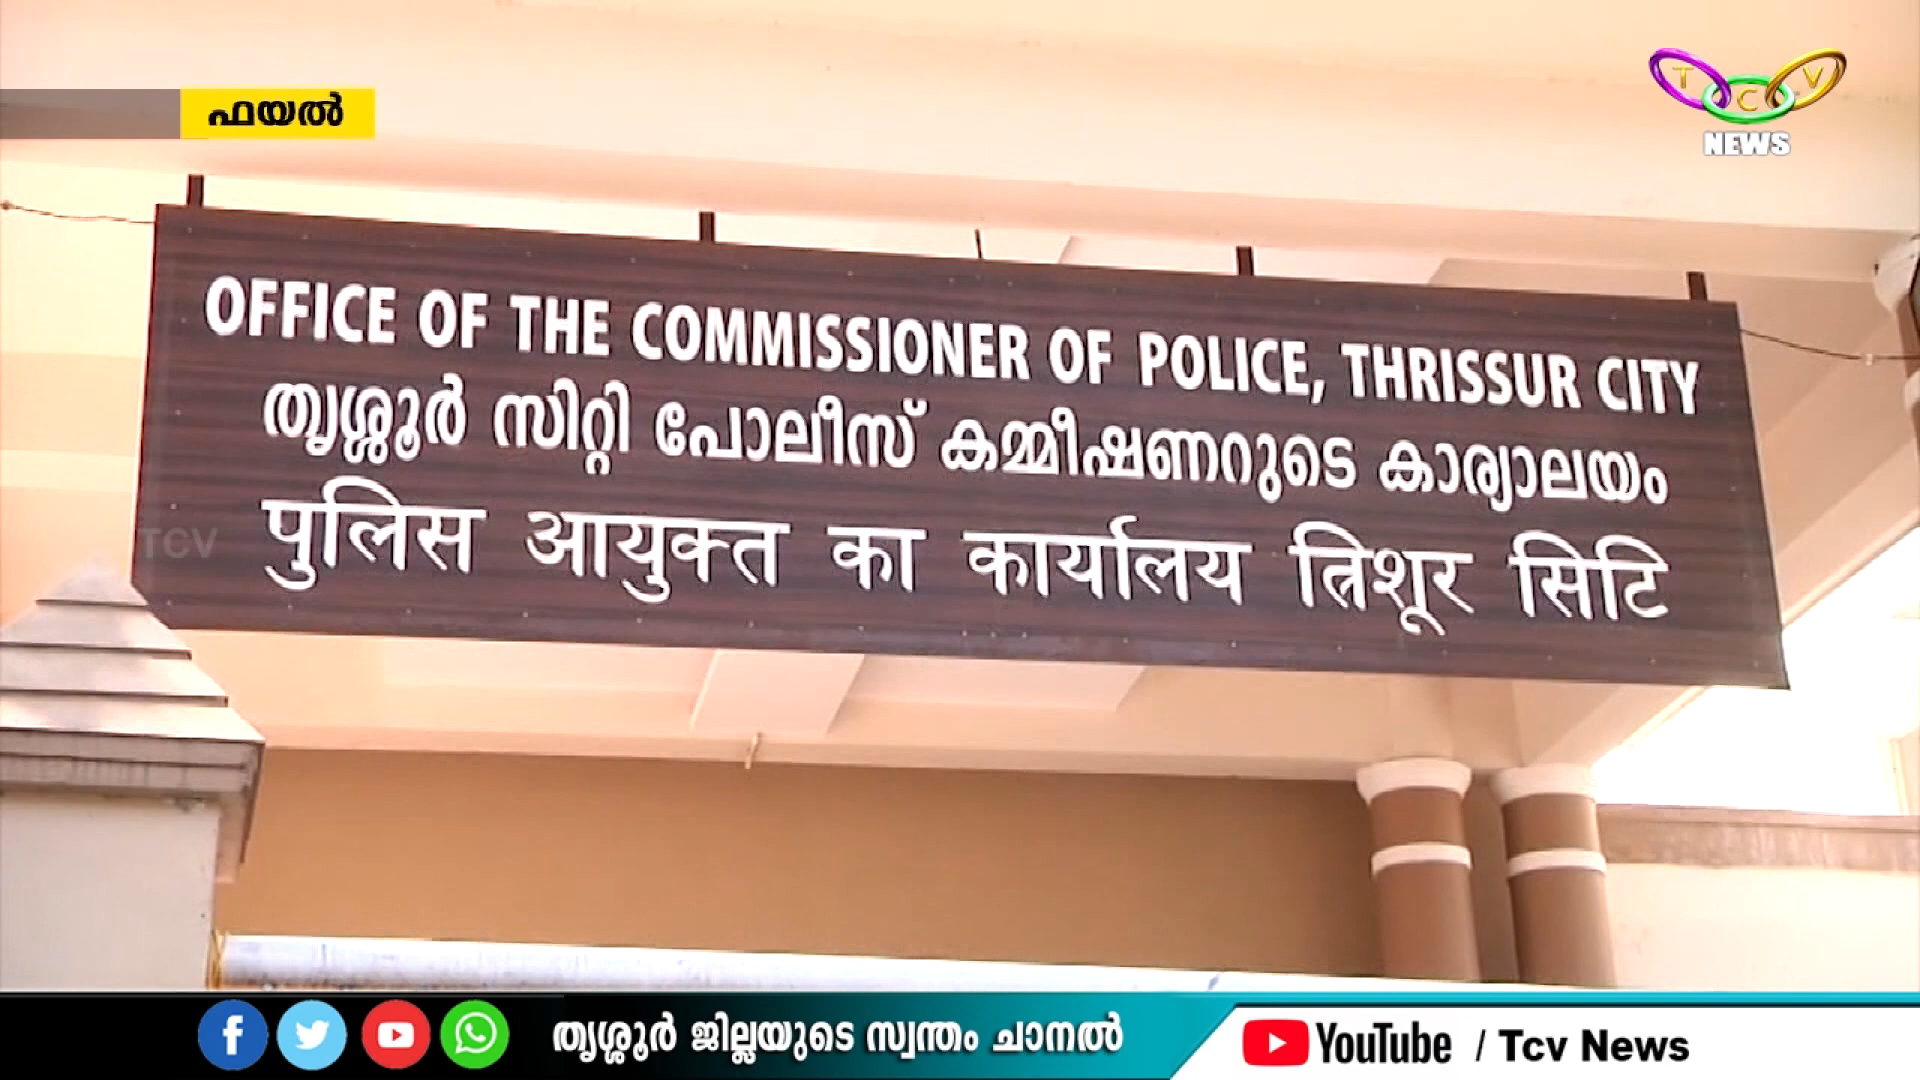 ഫയൽ
T C V
NEWS
OFFICE OF THE COMMISSIONER OF POLICE, THRISSUR CITY
തൃശ്ശൂർ സിറ്റി പോലീസ് കമ്മീഷണറുടെ കാര്യാലയം
पुलिस आयुक्त का कार्यालय त्रिशूर सिटि
TCV
തൃശ്ശൂർ ജില്ലയുടെ സ്വന്തം ചാനൽ
YouTube / Tcv News